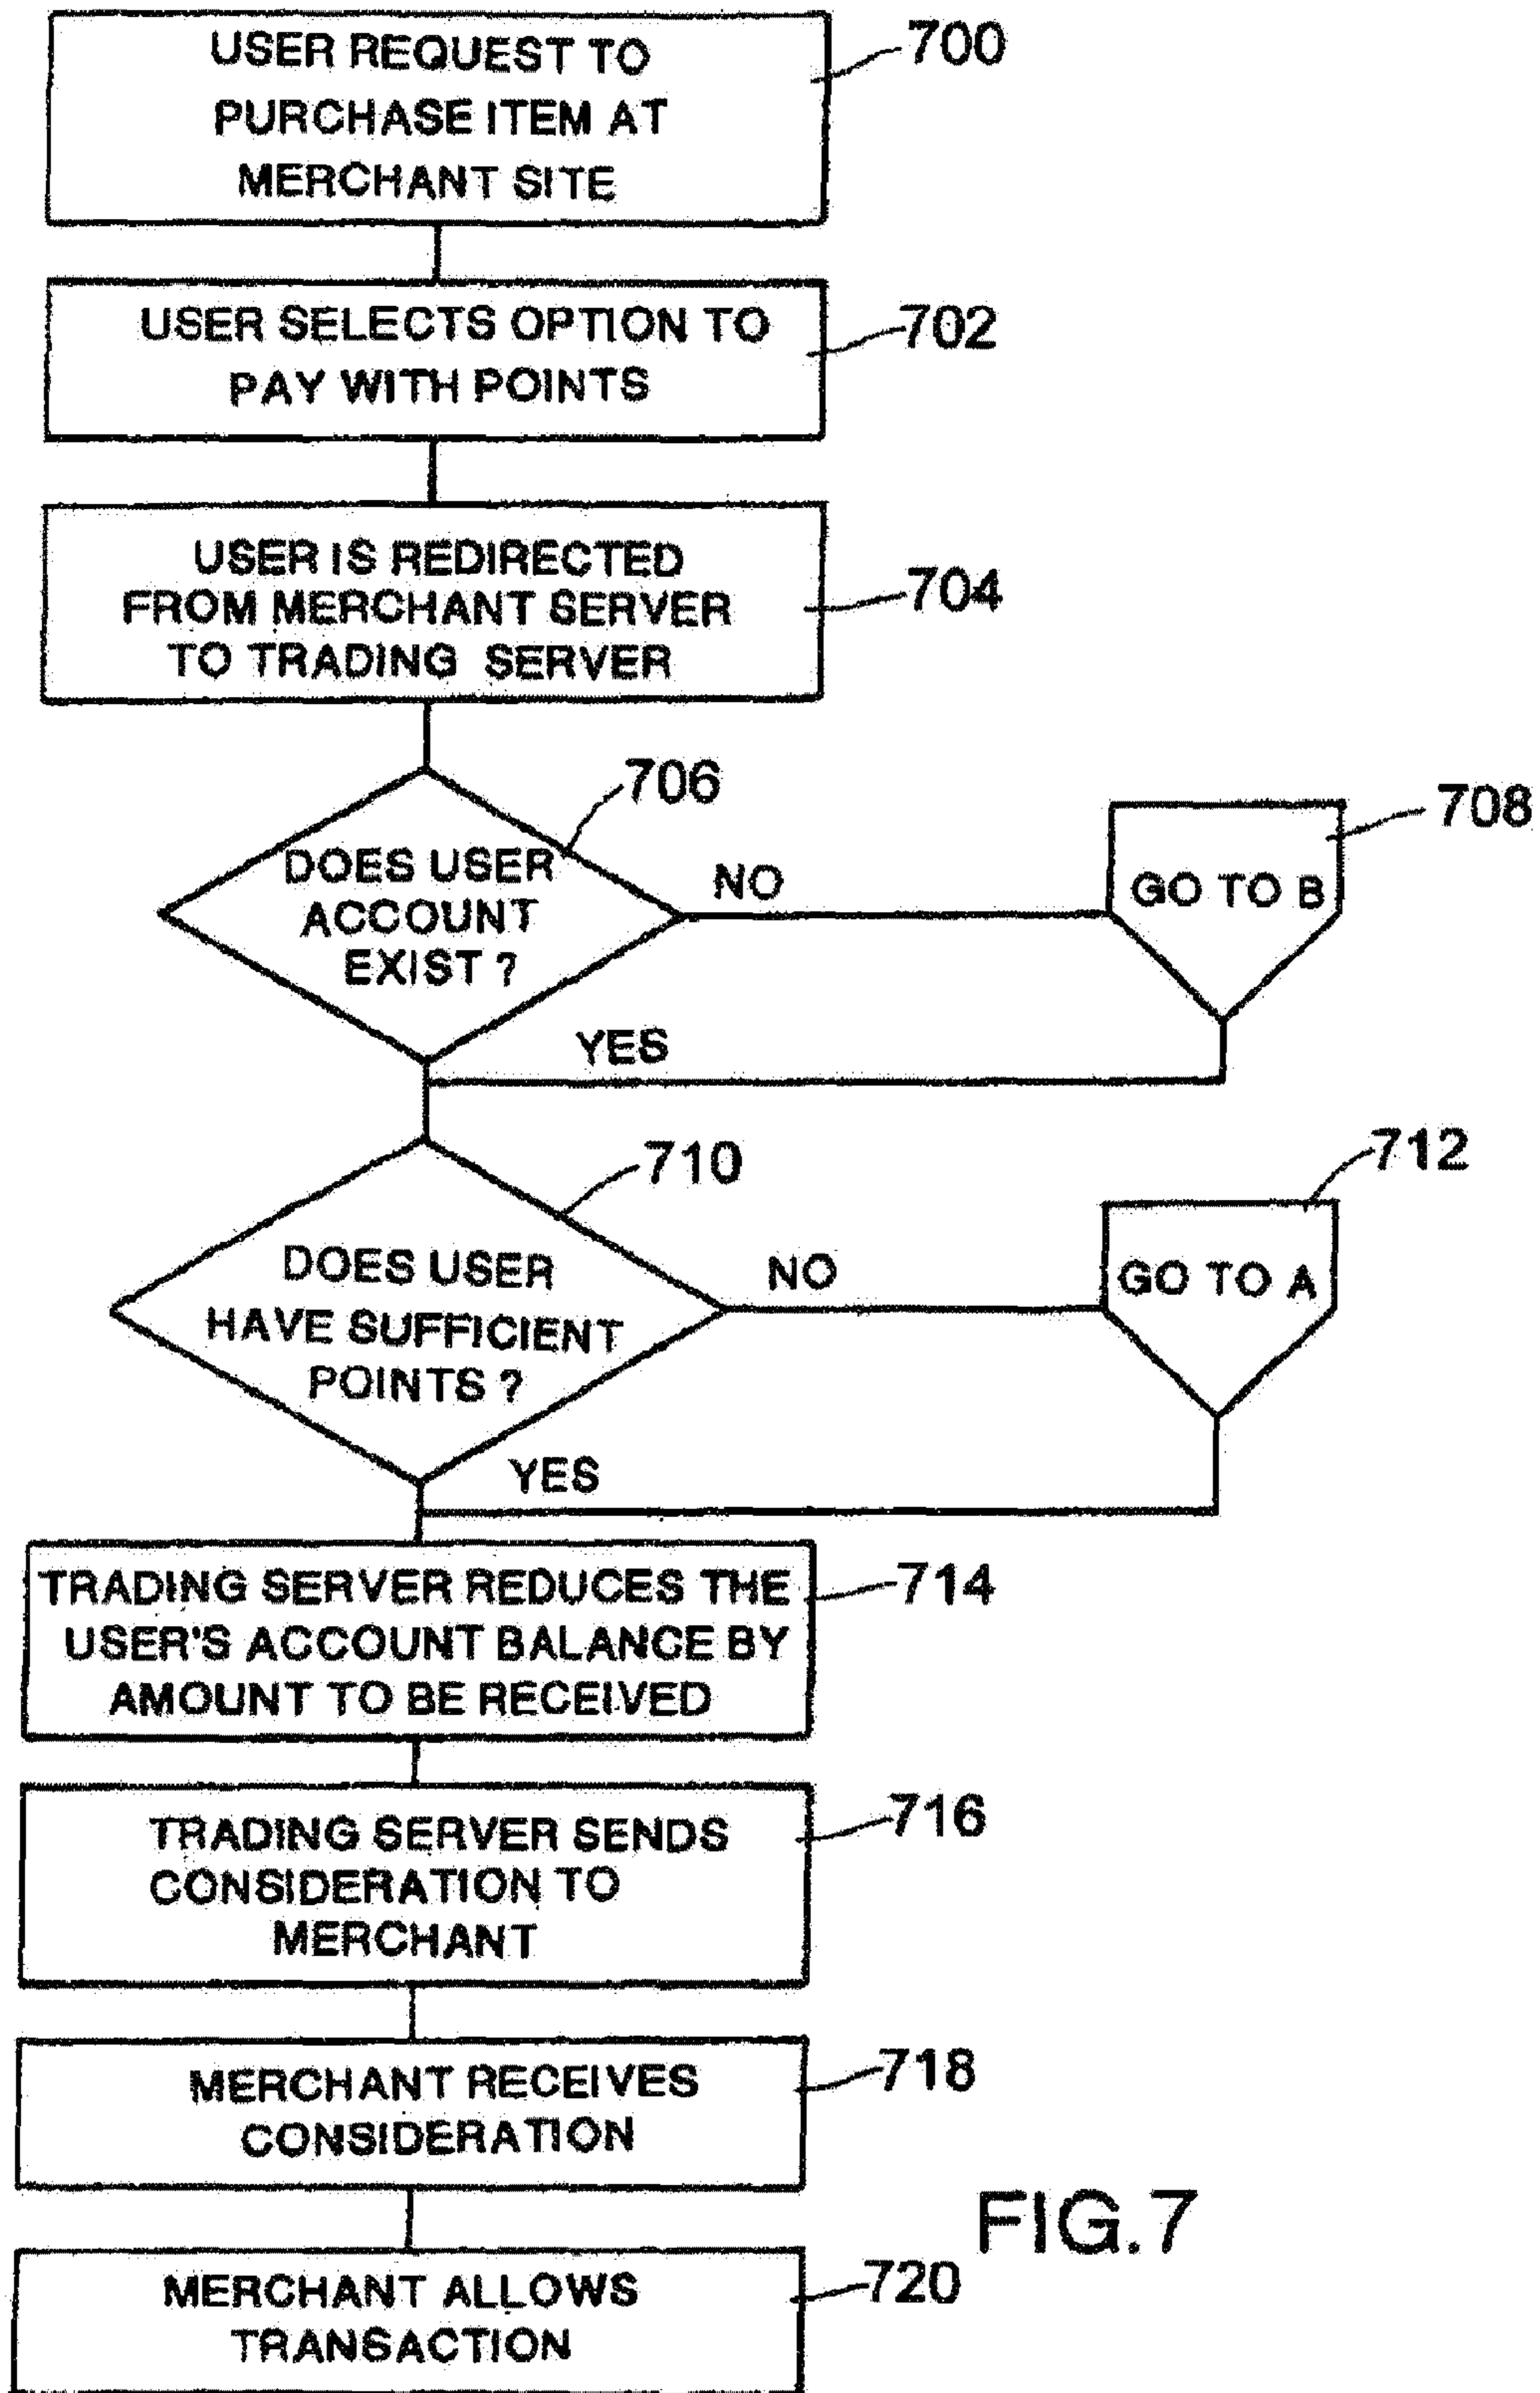 USER REQUEST TO
PURCHASE ITEM AT
MERCHANT SITE
700
USER SELECTS OPTION TO
PAY WITH POINTS
702
USER IS REDIRECTED
FROM MERCHANT SERVER
TO TRADING SERVER
704
706
DOES USER
ACCOUNT
EXIST ?
NO
708
GO TO B
YES
710
DOES USER
HAVE SUFFICIENT
POINTS ?
NO
712
GO TO A
YES
TRADING SERVER REDUCES THE
USER'S ACCOUNT BALANCE BY
AMOUNT TO BE RECEIVED
714
TRADING SERVER SENDS
CONSIDERATION TO
MERCHANT
716
MERCHANT RECEIVES
CONSIDERATION
718
MERCHANT ALLOWS
TRANSACTION
720
FIG.7